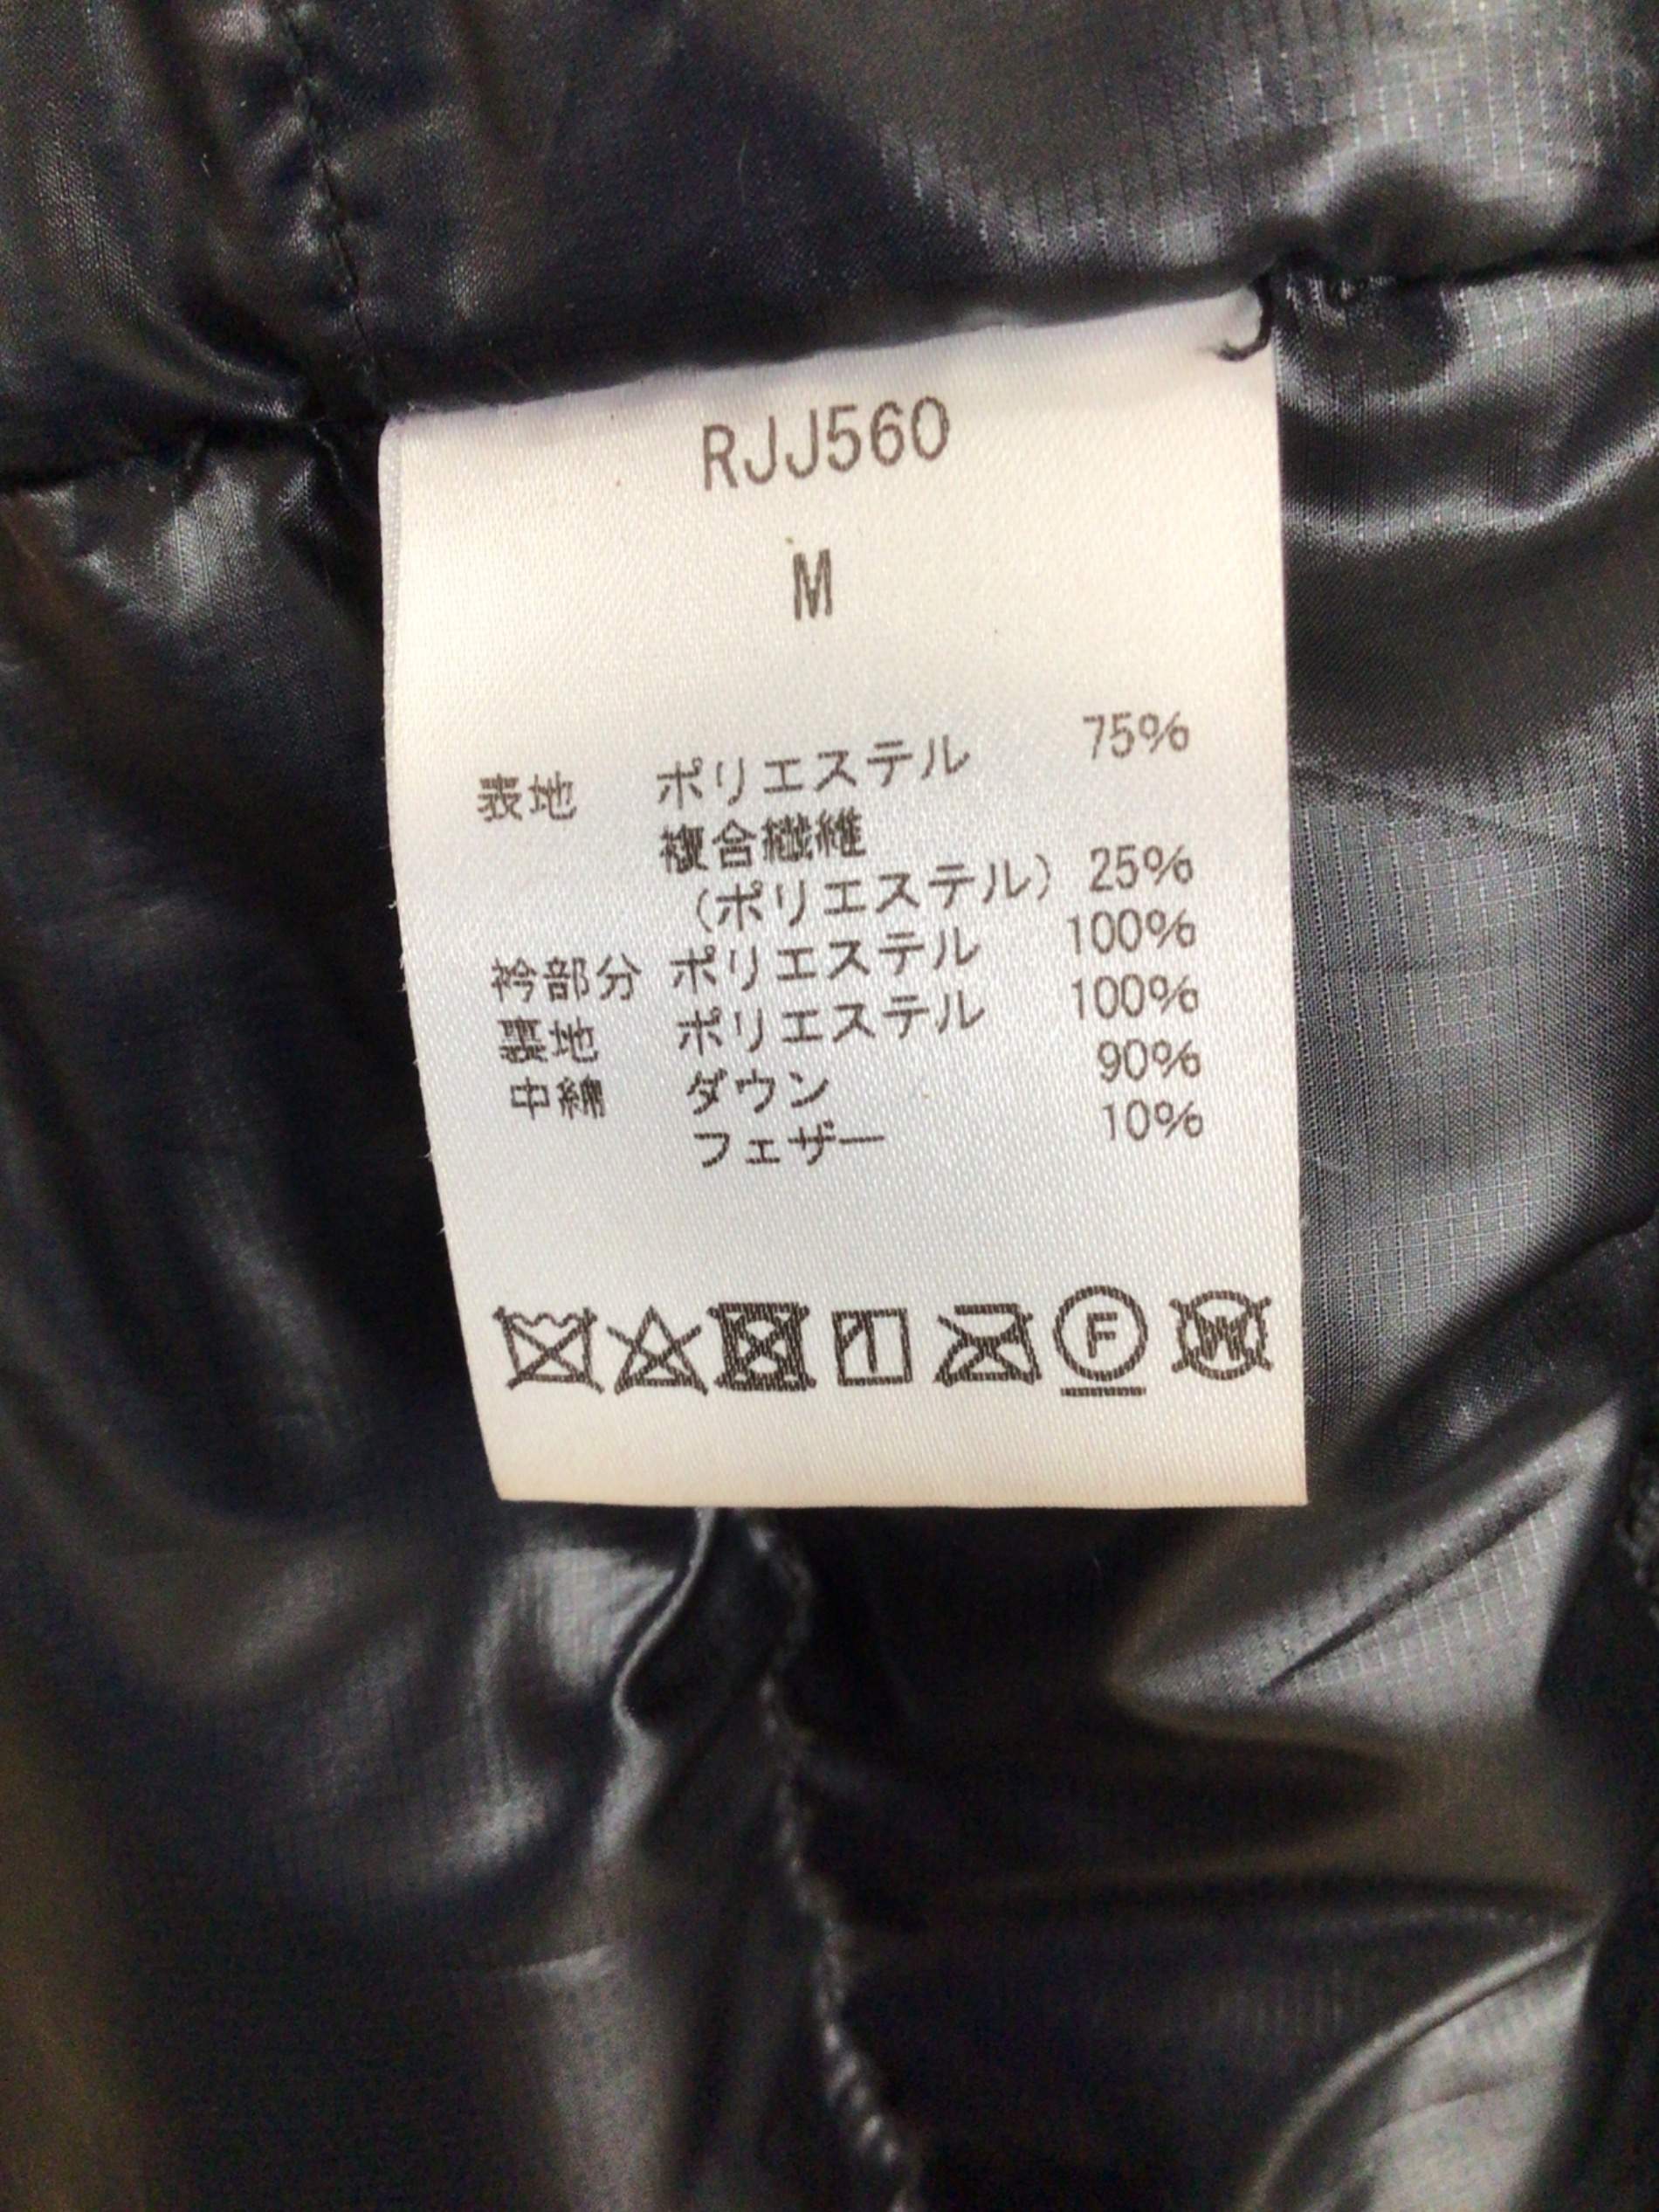 RJJ560
M
表地 ポリエステル 75%
複合繊維
(ポリエステル) 25%
衿部分 ポリエステル 100%
裏地 ポリエステル 100%
中綿 ダウン 90%
フェザー 10%
F
W